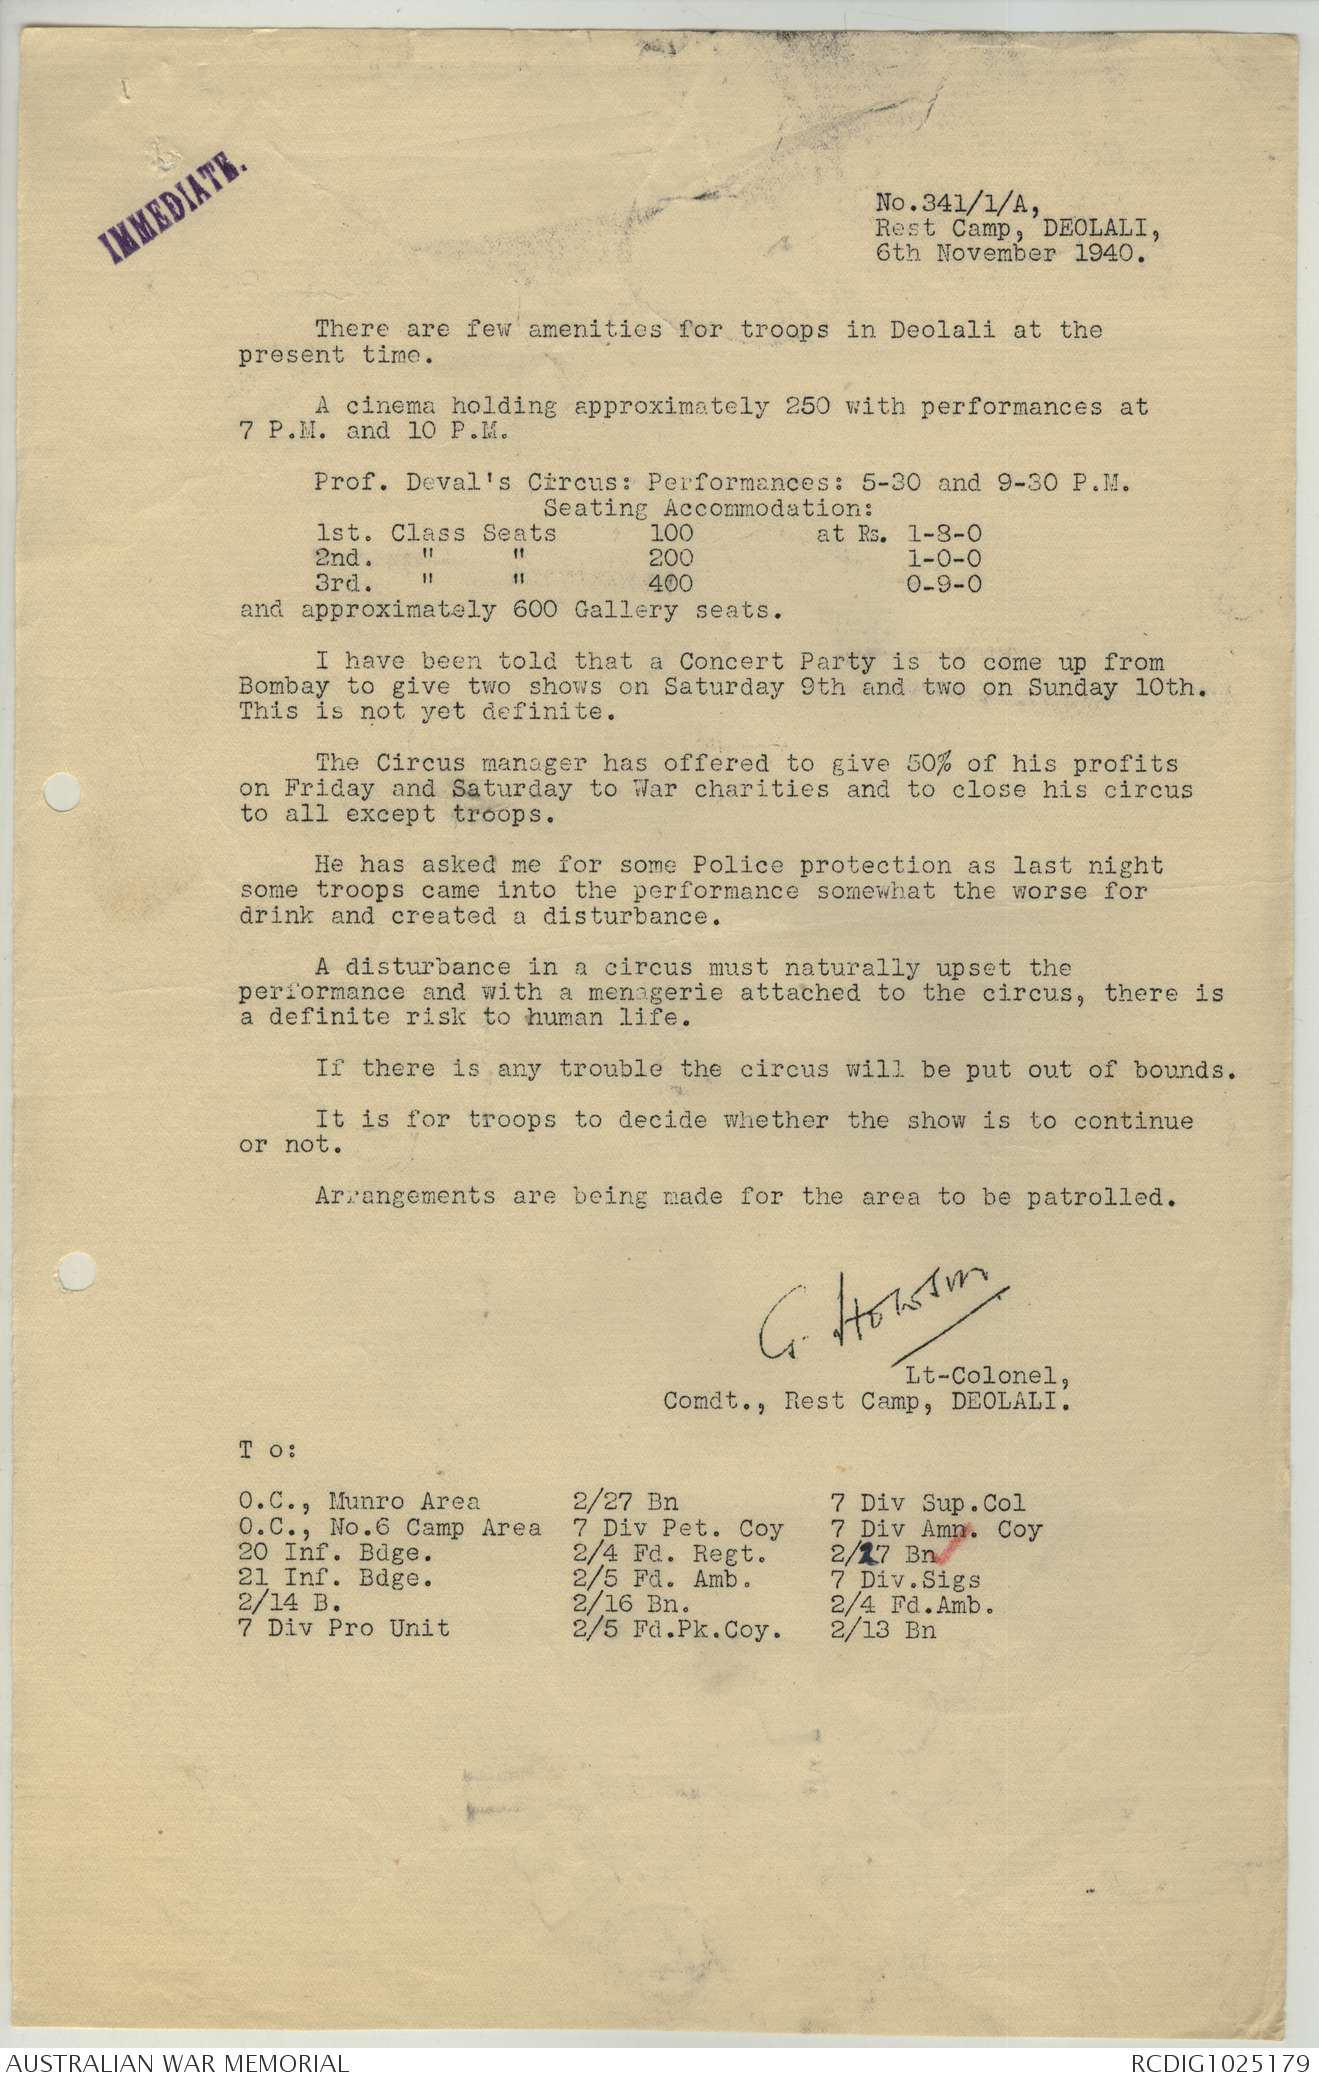 IMMEDIATE.
No.341/1/A,
Rest Camp, DEOLALI,
6th November 1940.
There are few amenities for troops in Deolali at the
present time.
A cinema holding approximately 250 with performances at
7 P.M. and 10 P.M.
Prof. Deval's Circus: Performances: 5-30 and 9-30 P.M.
Seating Accommodation:
1st. Class Seats 100 at Rs. 1-8-0
2nd. " " 200 1-0-0
3rd. " " 400 0-9-0
and approximately 600 Gallery seats.
I have been told that a Concert Party is to come up from
Bombay to give two shows on Saturday 9th and two on Sunday 10th.
This is not yet definite.
The Circus manager has offered to give 50% of his profits
on Friday and Saturday to War charities and to close his circus
to all except troops.
He has asked me for some Police protection as last night
some troops came into the performance somewhat the worse for
drink and created a disturbance.
A disturbance in a circus must naturally upset the
performance and with a menagerie attached to the circus, there is
a definite risk to human life.
If there is any trouble the circus will be put out of bounds.
It is for troops to decide whether the show is to continue
or not.
Arrangements are being made for the area to be patrolled.
G. Howson
Lt-Colonel,
Comdt., Rest Camp, DEOLALI.
T o:
O.C., Munro Area 2/27 Bn 7 Div Sup.Col
O.C., No.6 Camp Area 7 Div Pet. Coy 7 Div Amn. Coy
20 Inf. Bdge. 2/4 Fd. Regt. 2/27 Bn
21 Inf. Bdge. 2/5 Fd. Amb. 7 Div.Sigs
2/14 B. 2/16 Bn. 2/4 Fd.Amb.
7 Div Pro Unit 2/5 Fd.Pk.Coy. 2/13 Bn
AUSTRALIAN WAR MEMORIAL RCDIG1025179